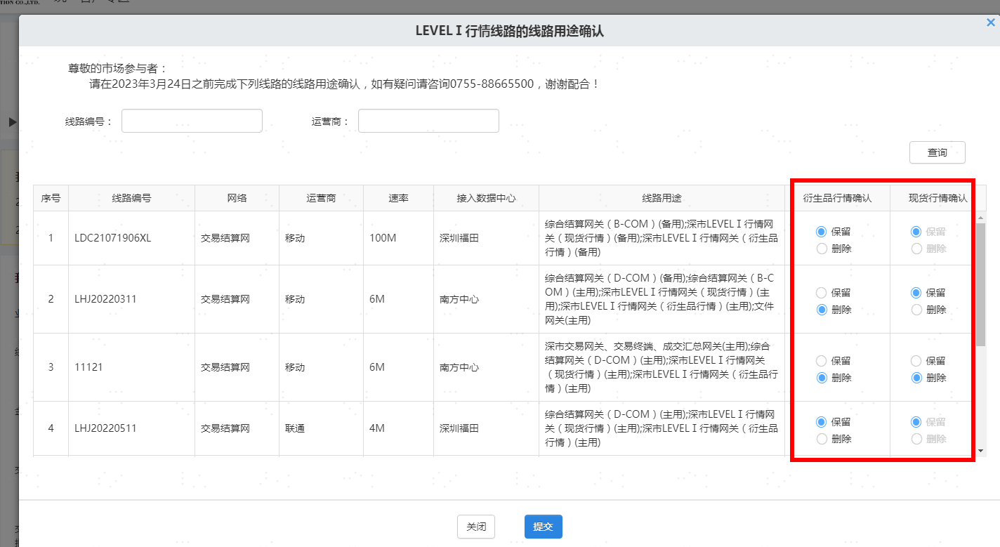 TION CO.,LTD.
LEVEL I 行情线路的线路用途确认
尊敬的市场参与者：
请在2023年3月24日之前完成下列线路的线路用途确认，如有疑问请咨询0755-88665500，谢谢配合！
线路编号： 运营商：
查询
序号 线路编号 网络 运营商 速率 接入数据中心 线路用途 衍生品行情确认 现货行情确认
综合结算网关（B-COM）(备用);深市LEVEL I 行情网
1 LDC21071906XL 交易结算网 移动 100M 深圳福田 关（现货行情）(备用);深市LEVEL I 行情网关（衍生品 保留 保留
行情）(备用) 删除 删除
综合结算网关（D-COM）(备用);综合结算网关（B-C
2 LHJ20220311 交易结算网 移动 6M 南方中心 OM）(主用);深市LEVEL I 行情网关（现货行情）(主 保留 保留
用);深市LEVEL I 行情网关（衍生品行情）(主用);文件 删除 删除
网关(主用)
深市交易网关、交易终端、成交汇总网关(主用);综合
3 11121 交易结算网 移动 6M 南方中心 结算网关（D-COM）(主用);深市LEVEL I 行情网关 保留 保留
（现货行情）(主用);深市LEVEL I 行情网关（衍生品行 删除 删除
情）(主用)
综合结算网关（D-COM）(主用);深市LEVEL I 行情网
4 LHJ20220511 交易结算网 联通 4M 深圳福田 关（现货行情）(主用);深市LEVEL I 行情网关（衍生品 保留 保留
行情）(主用) 删除 删除
关闭 提交